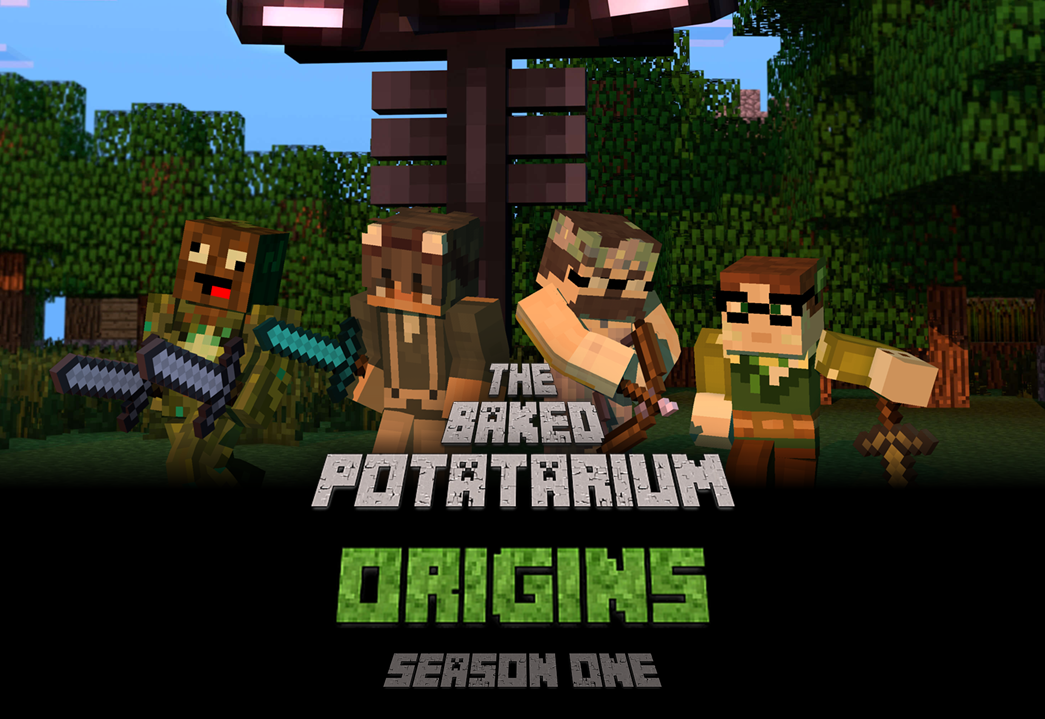 THE
BAKED
POTATARIUM
ORIGINS
SEASON ONE